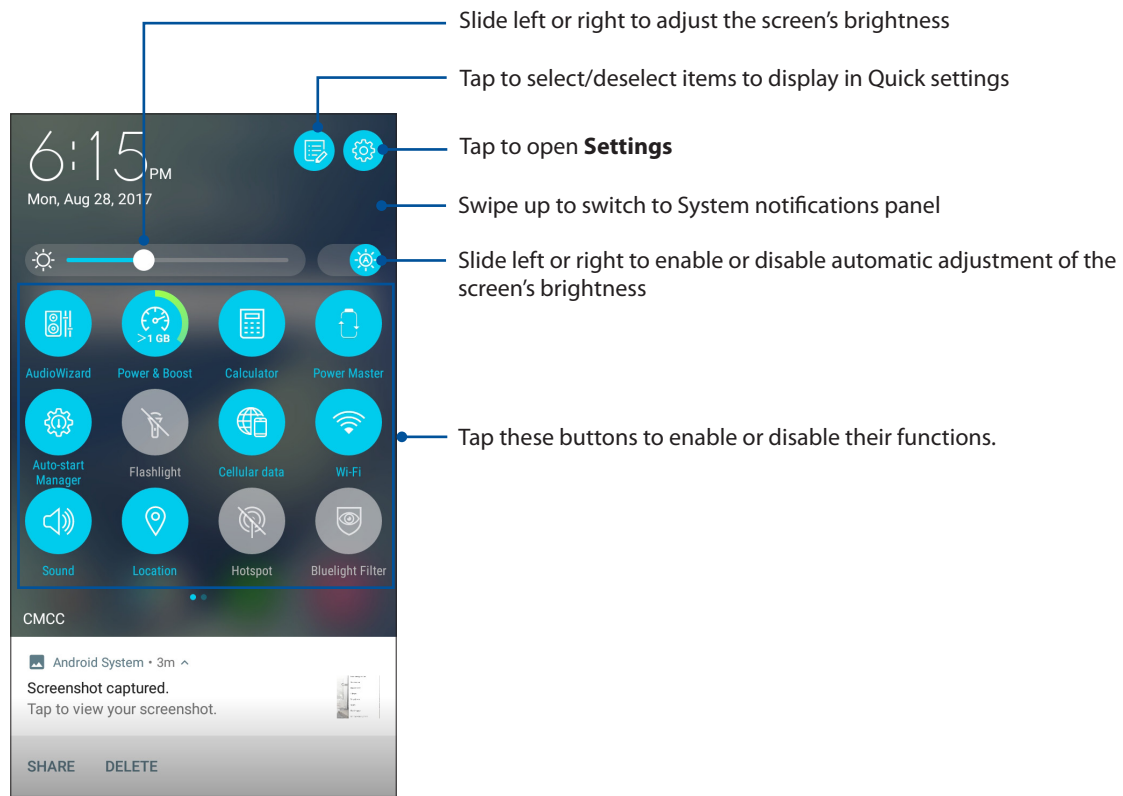 Slide left or right to adjust the screen's brightness
Tap to select/deselect items to display in Quick settings
Tap to open Settings
Swipe up to switch to System notifications panel
Slide left or right to enable or disable automatic adjustment of the
screen's brightness
Tap these buttons to enable or disable their functions.
6:15 PM
Mon, Aug 28, 2017
A
>1 GB
AudioWizard
Power & Boost
Calculator
Power Master
Auto-start
Manager
Flashlight
Cellular data
Wi-Fi
Sound
Location
Hotspot
Bluelight Filter
CMCC
Android System • 3m
Screenshot captured.
Tap to view your screenshot.
SHARE DELETE